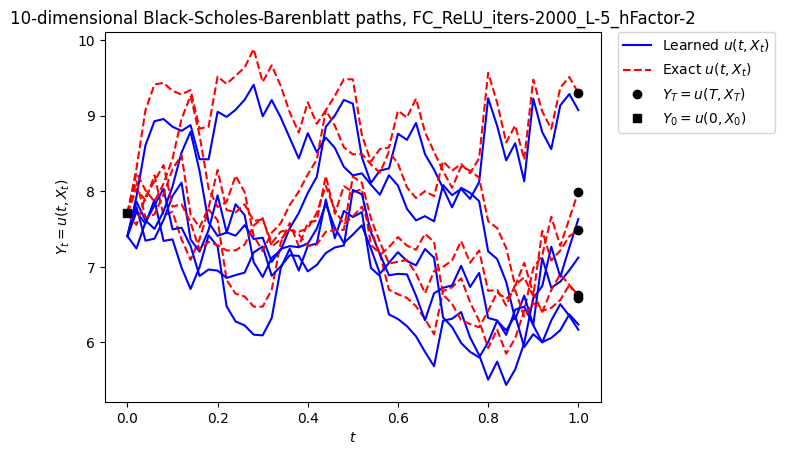 10-dimensional Black-Scholes-Barenblatt paths, FC_ReLU_iters-2000_L-5_hFactor-2
Y_t = u(t, X_t)
10
9
8
7
6
0.0 0.2 0.4 0.6 0.8 1.0
t
Learned u(t, X_t)
Exact u(t, X_t)
Y_T = u(T, X_T)
Y_0 = u(0, X_0)